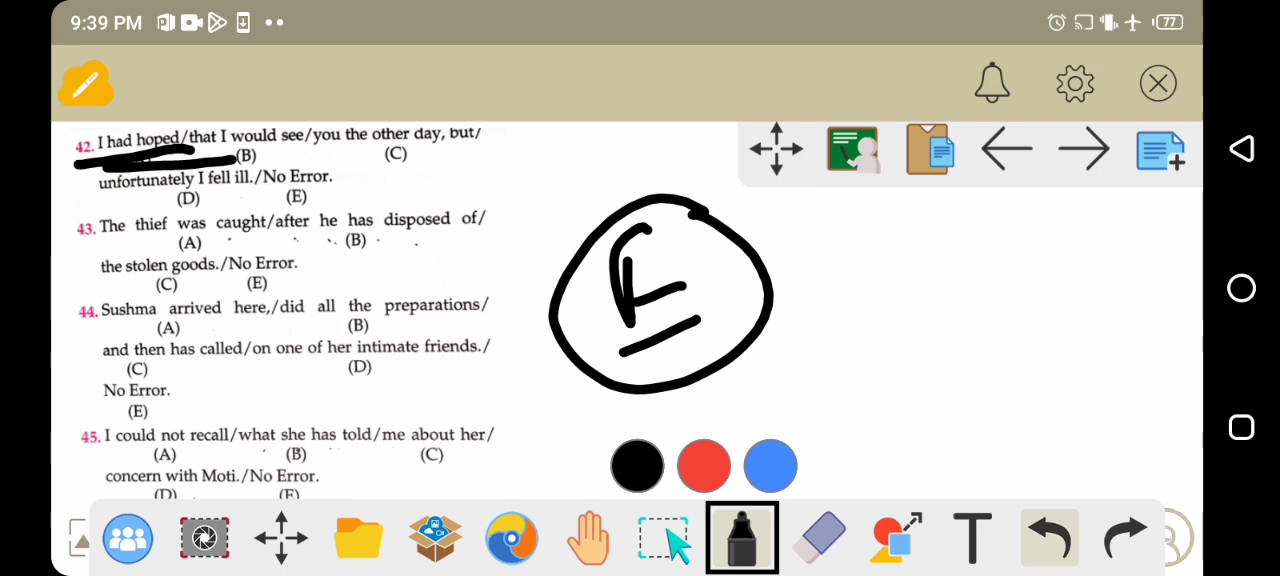 9:39 PM
77
42. I had hoped/that I would see/you the other day, but/
(B) (C)
unfortunately I fell ill./No Error.
(D) (E)
43. The thief was caught/after he has disposed of/
(A) (B)
the stolen goods./No Error.
(C) (E)
44. Sushma arrived here,/did all the preparations/
(A) (B)
and then has called/on one of her intimate friends./
(C) (D)
No Error.
(E)
45. I could not recall/what she has told/me about her/
(A) (B) (C)
concern with Moti./No Error.
(D) (E)
E
T